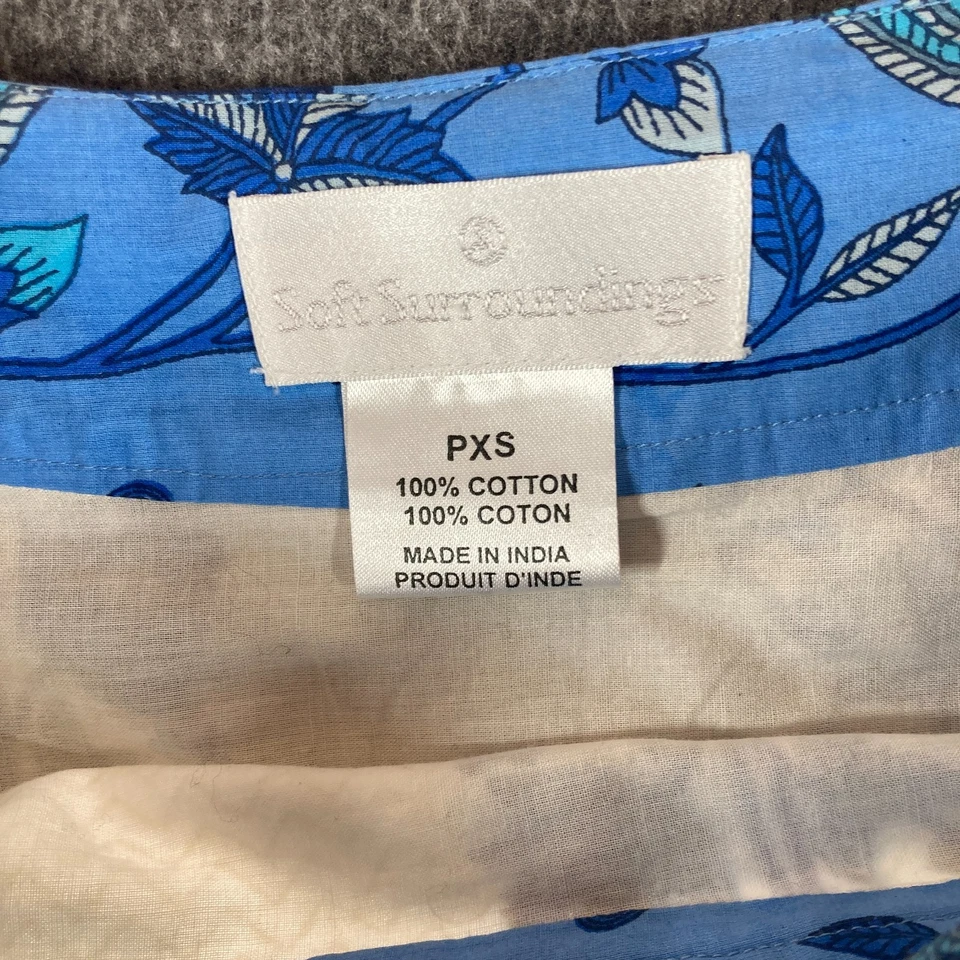 Soft Surroundings
PXS
100% COTTON
100% COTON
MADE IN INDIA
PRODUIT D'INDE